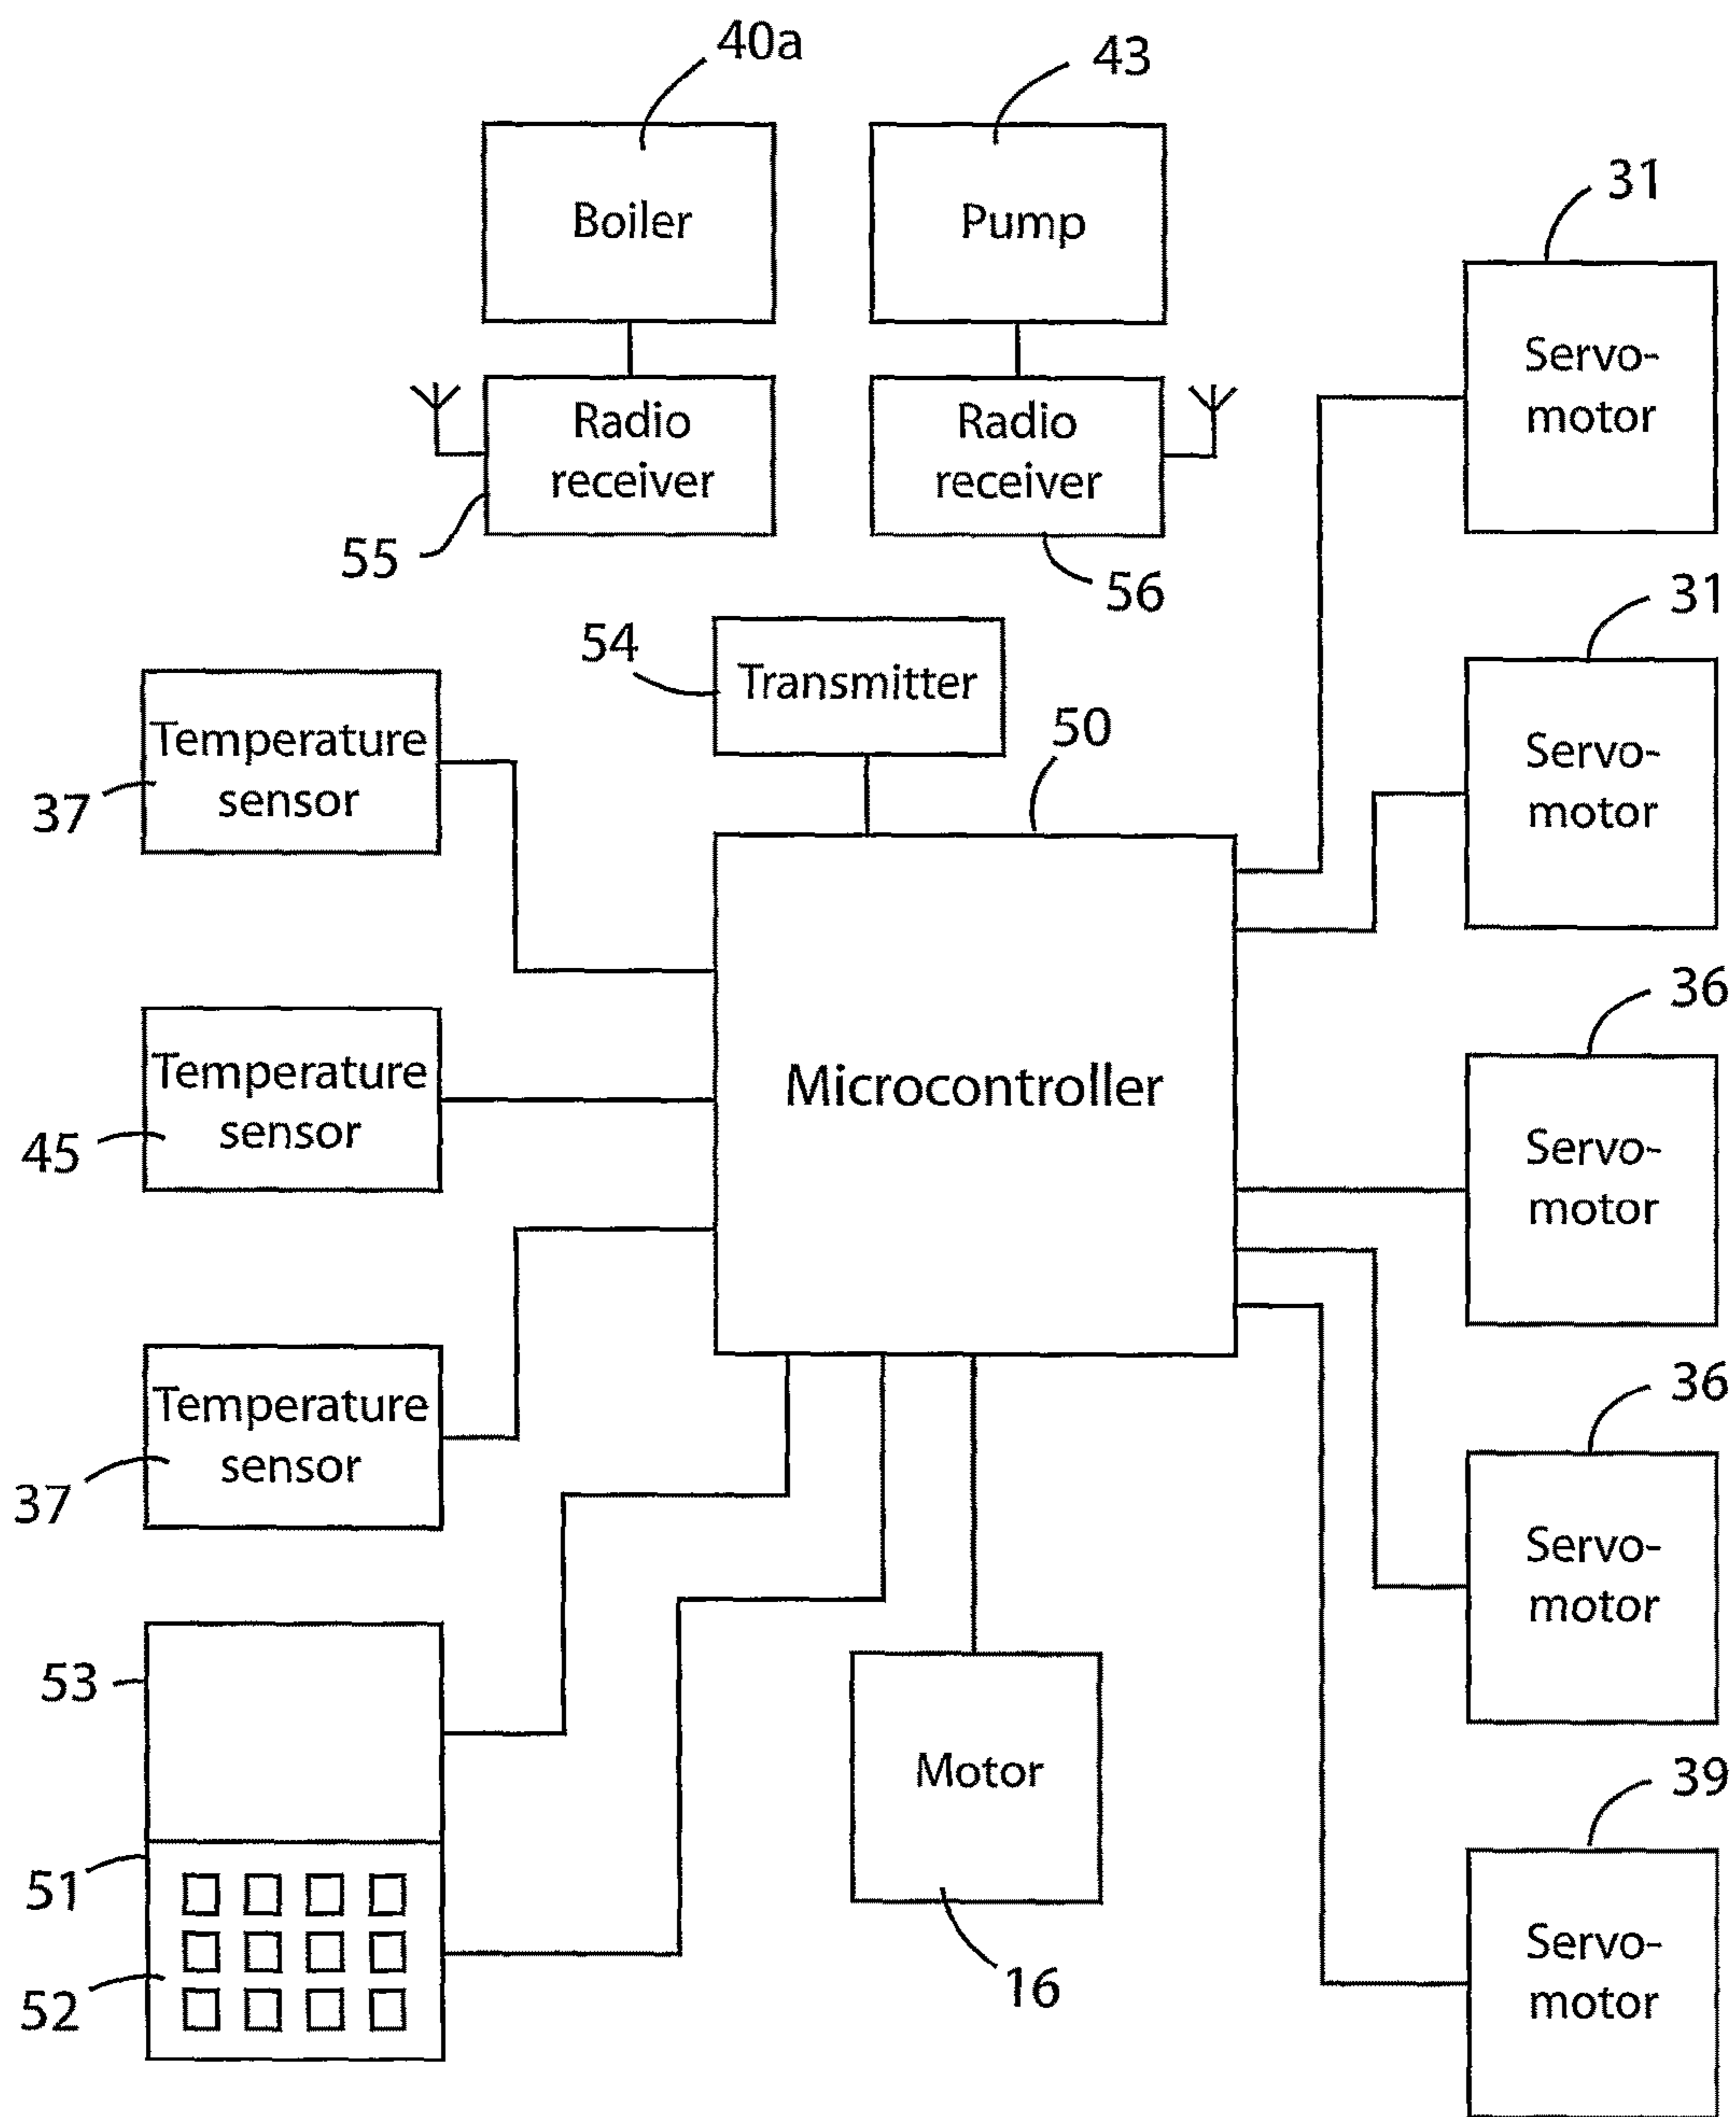 40a
43
Boiler
Pump
31
Servo-
motor
Radio
receiver
Radio
receiver
55
56
31
54
Transmitter
50
Temperature
sensor
37
Servo-
motor
36
Temperature
sensor
45
Microcontroller
Servo-
motor
36
Temperature
sensor
37
Servo-
motor
53
Motor
39
51
52
16
Servo-
motor